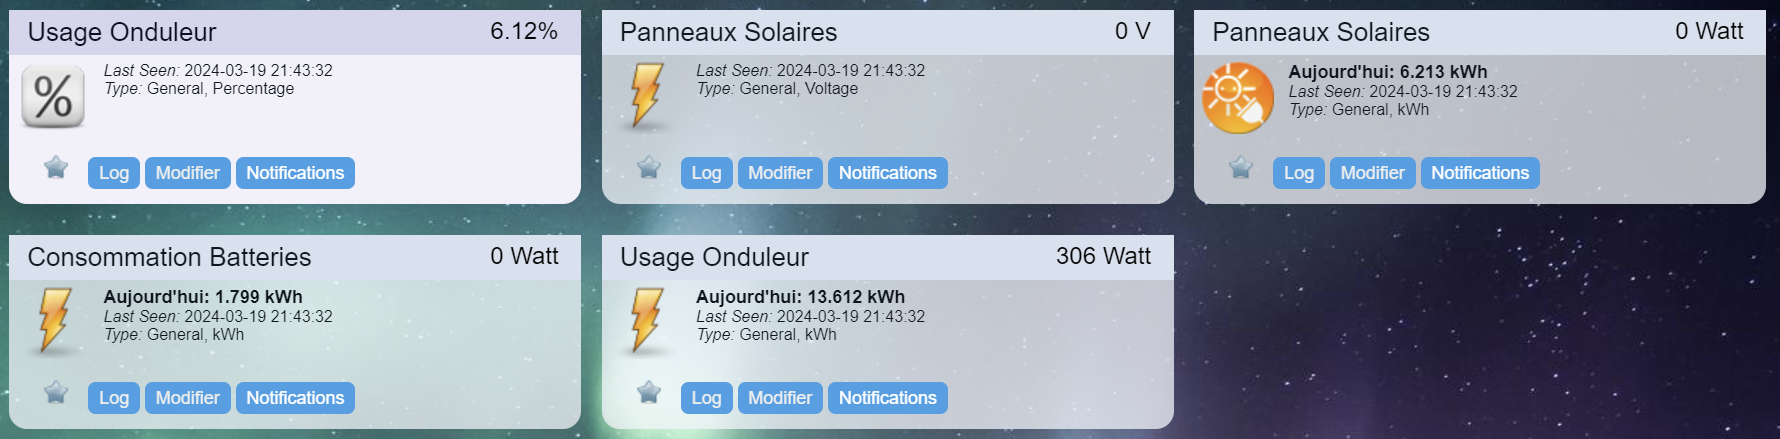 Usage Onduleur 6.12%
Last Seen: 2024-03-19 21:43:32
Type: General, Percentage
%
Log Modifier Notifications
Panneaux Solaires 0 V
Last Seen: 2024-03-19 21:43:32
Type: General, Voltage
Log Modifier Notifications
Panneaux Solaires 0 Watt
Aujourd'hui: 6.213 kWh
Last Seen: 2024-03-19 21:43:32
Type: General, kWh
Log Modifier Notifications
Consommation Batteries 0 Watt
Aujourd'hui: 1.799 kWh
Last Seen: 2024-03-19 21:43:32
Type: General, kWh
Log Modifier Notifications
Usage Onduleur 306 Watt
Aujourd'hui: 13.612 kWh
Last Seen: 2024-03-19 21:43:32
Type: General, kWh
Log Modifier Notifications